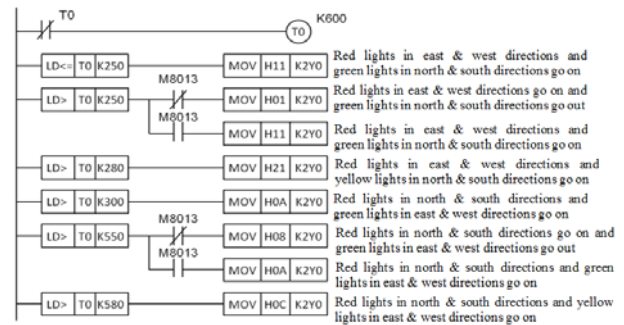 T0
T0 K600
LD<= T0 K250 MOV H11 K2Y0 Red lights in east & west directions and
green lights in north & south directions go on
M8013
LD> T0 K250 MOV H01 K2Y0 Red lights in east & west directions go on and
green lights in north & south directions go out
M8013
MOV H11 K2Y0 Red lights in east & west directions and
green lights in north & south directions go on
LD> T0 K280 MOV H21 K2Y0 Red lights in east & west directions and
yellow lights in north & south directions go on
LD> T0 K300 MOV H0A K2Y0 Red lights in north & south directions and
green lights in east & west directions go on
M8013
LD> T0 K550 MOV H08 K2Y0 Red lights in north & south directions go on and
green lights in east & west directions go out
M8013
MOV H0A K2Y0 Red lights in north & south directions and green
lights in east & west directions go on
LD> T0 K580 MOV H0C K2Y0 Red lights in north & south directions and yellow
lights in east & west directions go on